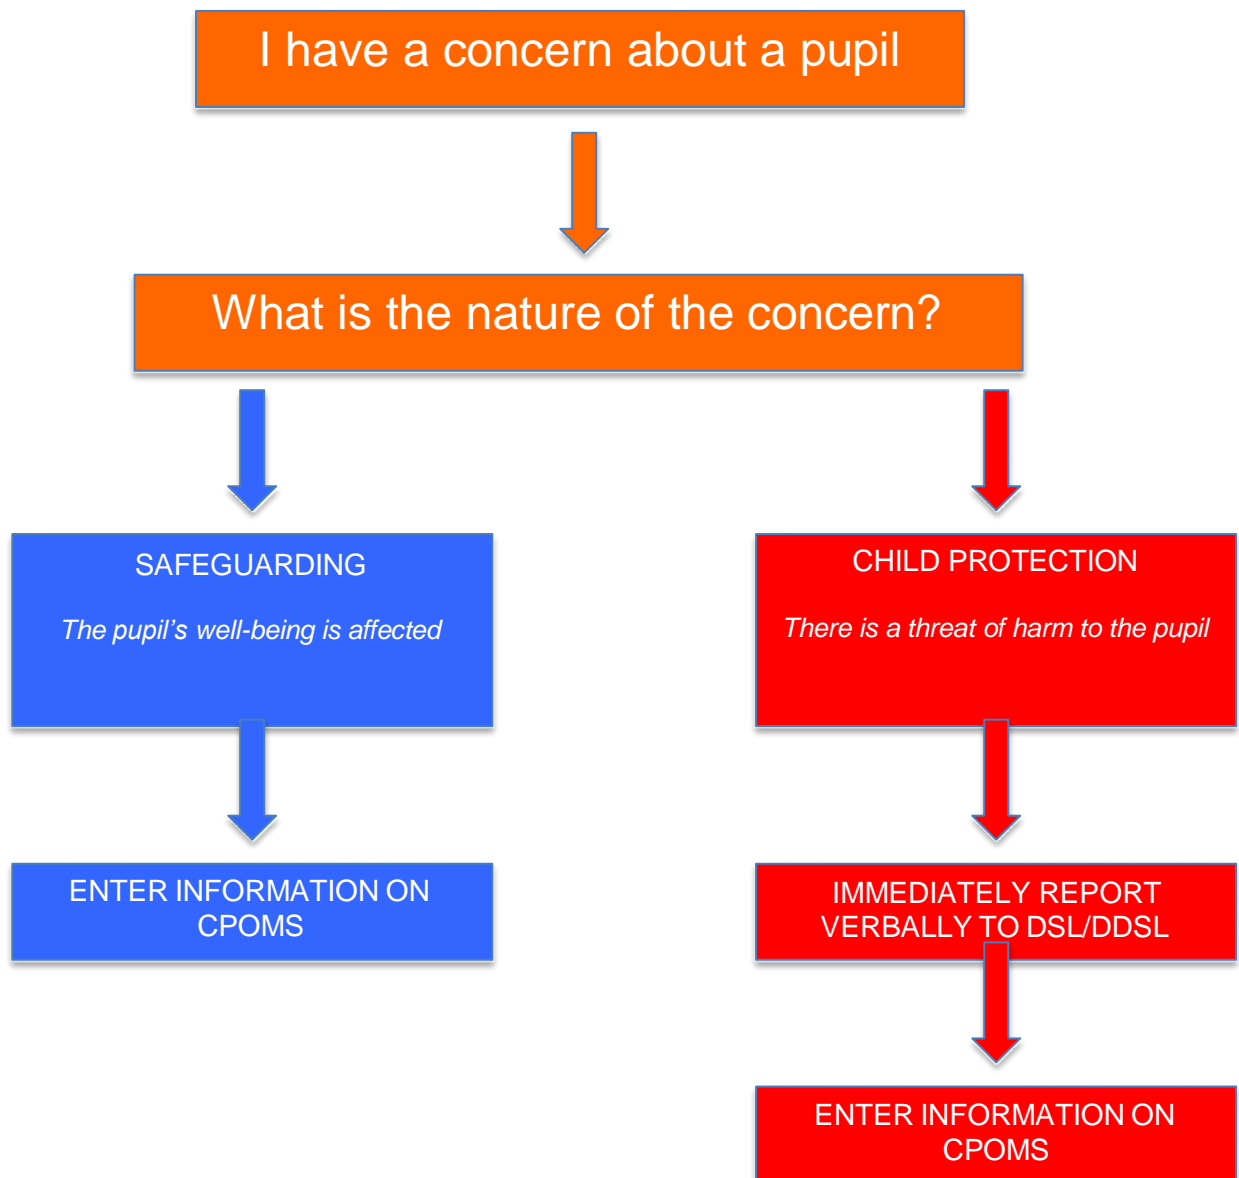 I have a concern about a pupil
What is the nature of the concern?
SAFEGUARDING
The pupil’s well-being is affected
CHILD PROTECTION
There is a threat of harm to the pupil
ENTER INFORMATION ON
CPOMS
IMMEDIATELY REPORT
VERBALLY TO DSL/DDSL
ENTER INFORMATION ON
CPOMS